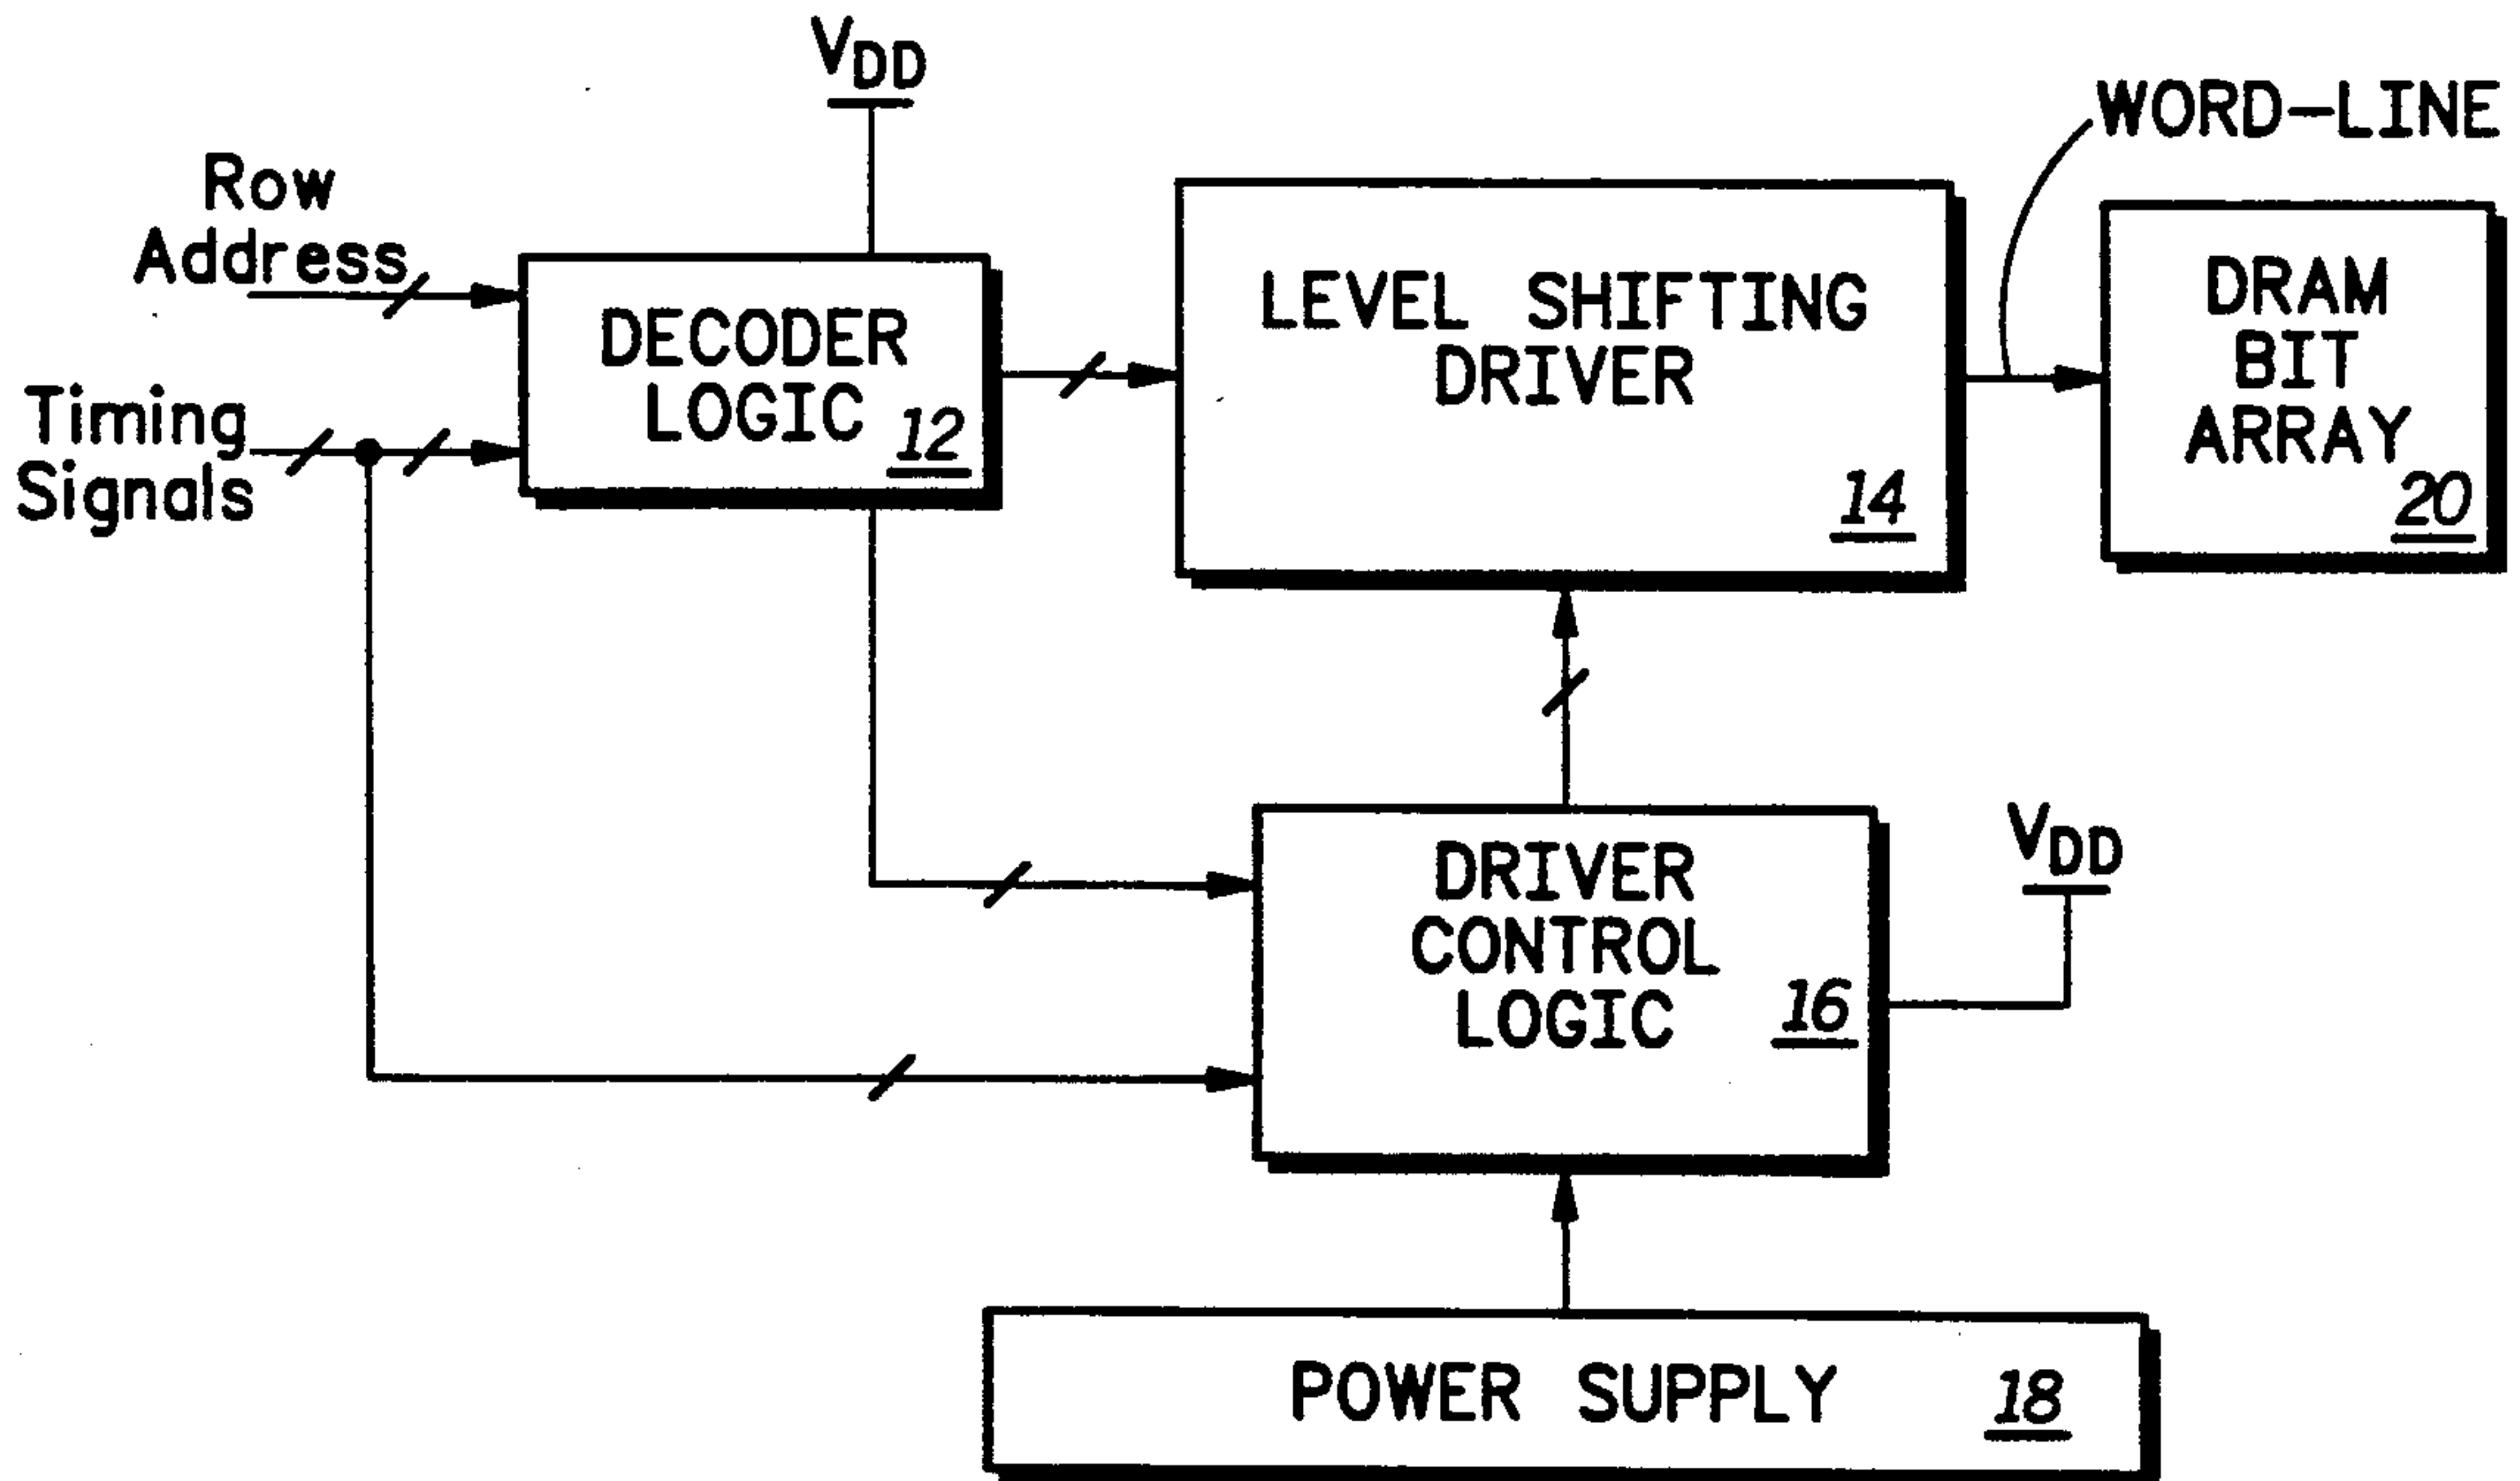 VDD
WORD-LINE
Row
Address
DECODER
LOGIC
12
Timing
Signals
LEVEL SHIFTING
DRIVER
14
DRAM
BIT
ARRAY
20
DRIVER
CONTROL
LOGIC
16
VDD
POWER SUPPLY
18